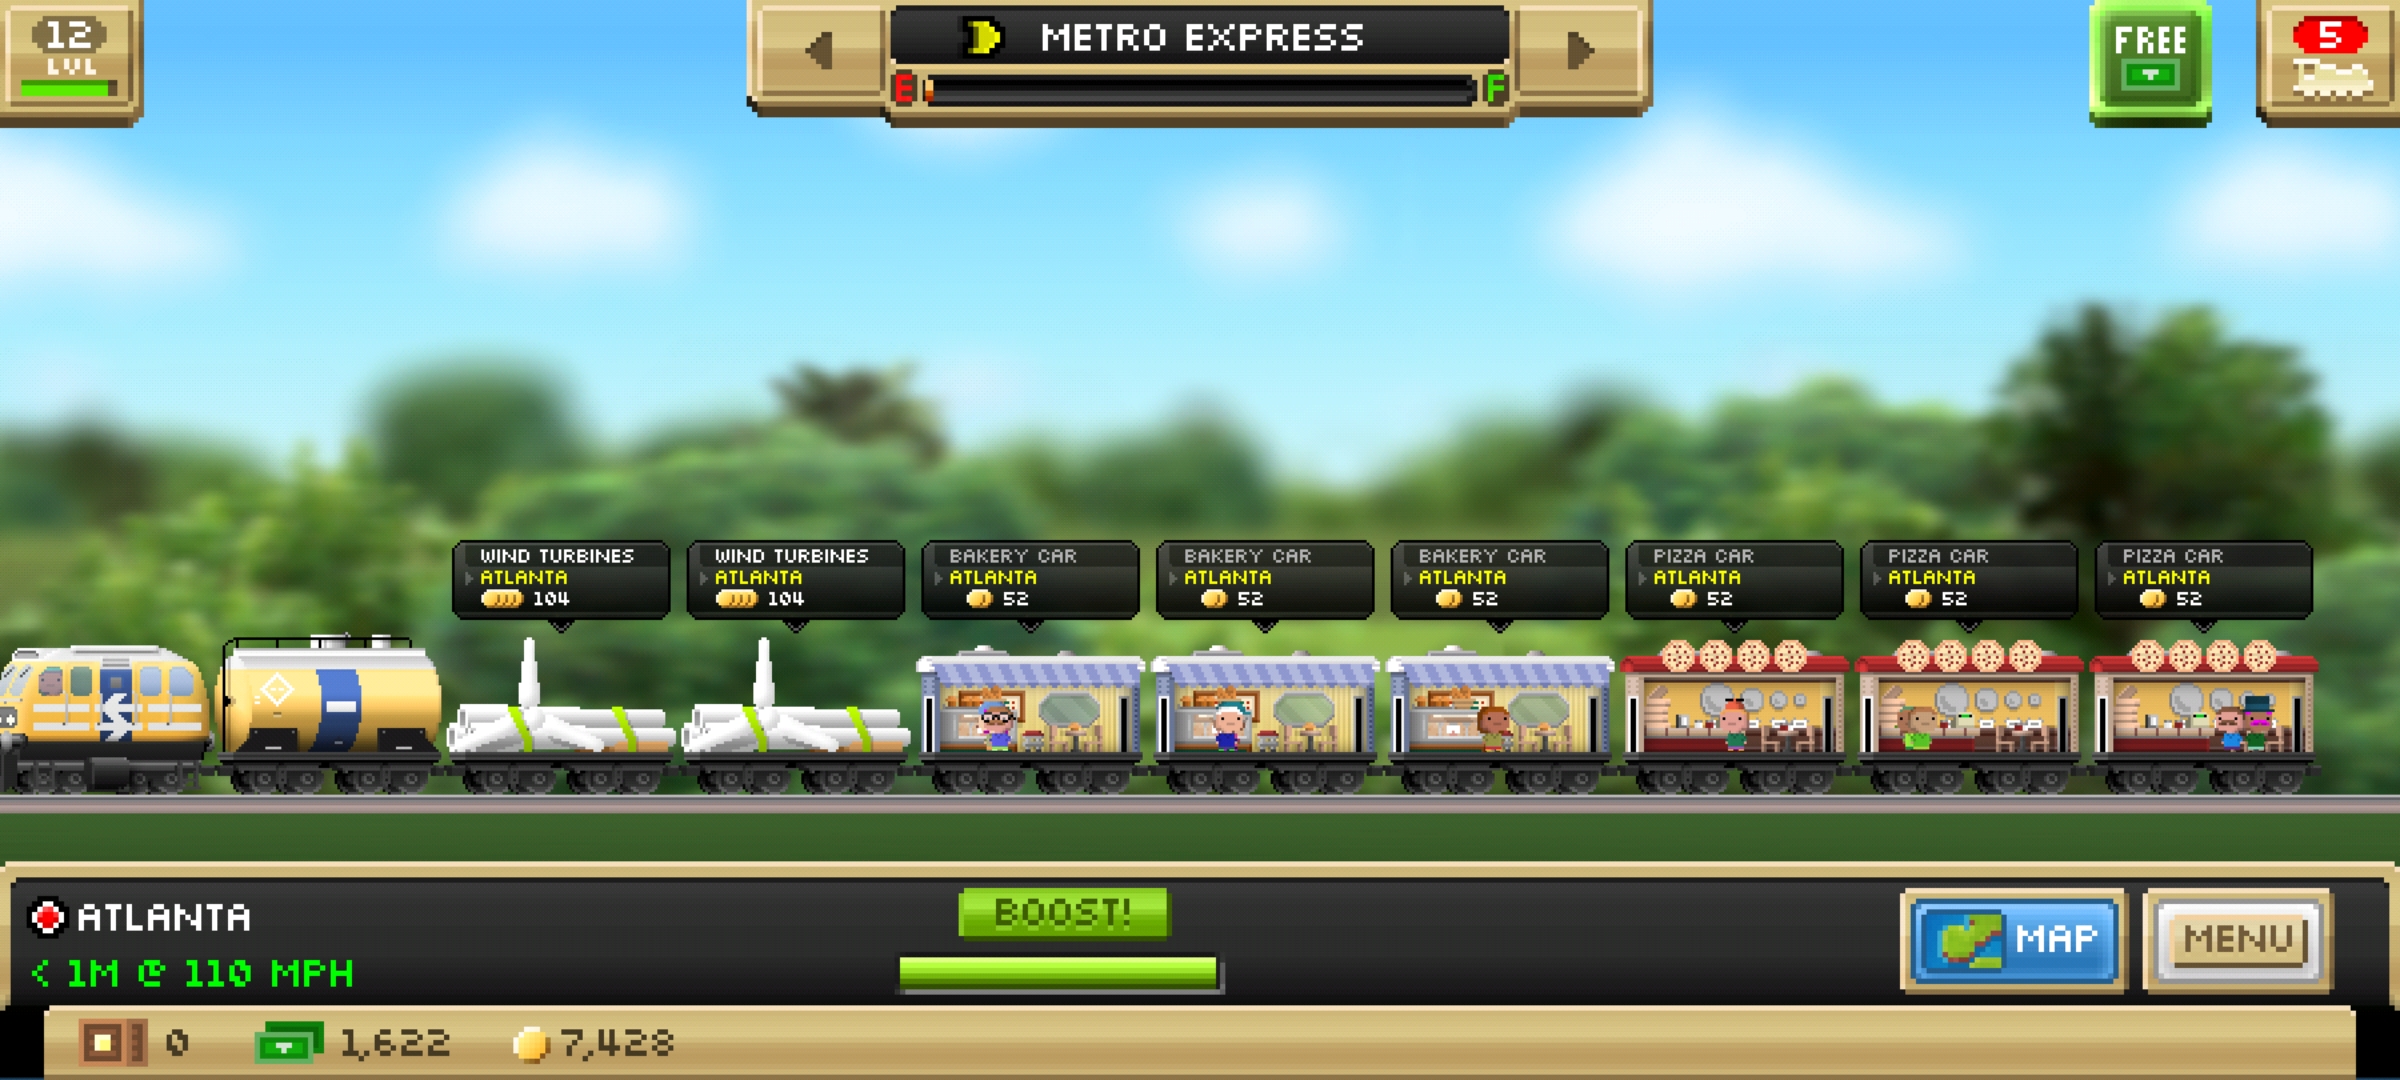 12
LVL
METRO EXPRESS
E F
FREE
5
WIND TURBINES
ATLANTA
104
WIND TURBINES
ATLANTA
104
BAKERY CAR
ATLANTA
52
BAKERY CAR
ATLANTA
52
BAKERY CAR
ATLANTA
52
PIZZA CAR
ATLANTA
52
PIZZA CAR
ATLANTA
52
PIZZA CAR
ATLANTA
52
ATLANTA
< 1M @ 110 MPH
BOOST!
MAP
MENU
0
1,622
7,428